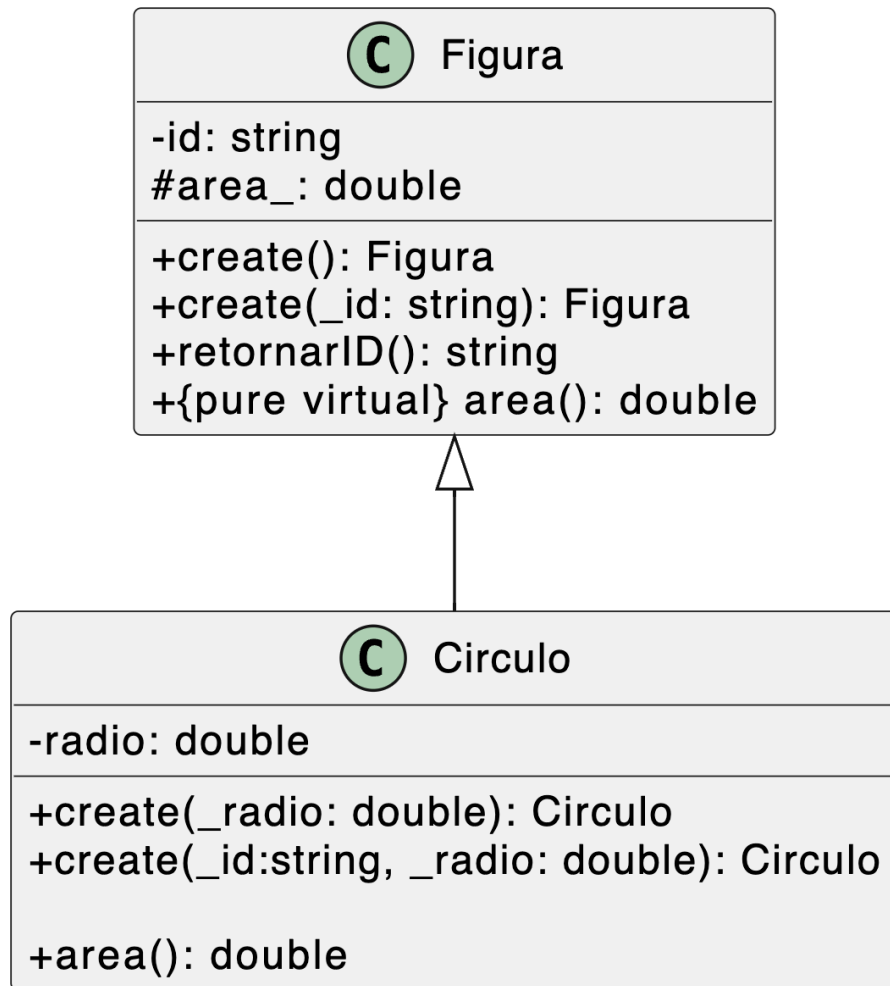 C Figura
-id: string
#area_: double
+create(): Figura
+create(_id: string): Figura
+retornarID(): string
+{pure virtual} area(): double
C Circulo
-radio: double
+create(_radio: double): Circulo
+create(_id:string, _radio: double): Circulo
+area(): double